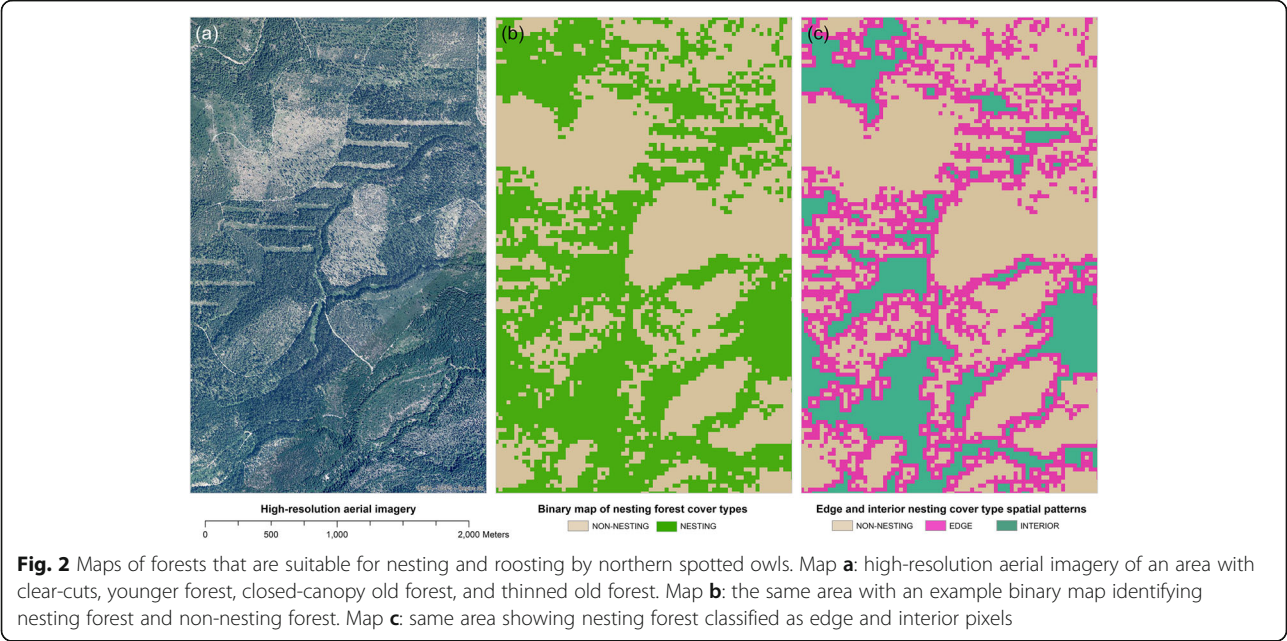 (a)
(b)
(c)
High-resolution aerial imagery
0 500 1,000 2,000 Meters
Binary map of nesting forest cover types
NON-NESTING NESTING
Edge and interior nesting cover type spatial patterns
NON-NESTING EDGE INTERIOR
Fig. 2 Maps of forests that are suitable for nesting and roosting by northern spotted owls. Map a: high-resolution aerial imagery of an area with
clear-cuts, younger forest, closed-canopy old forest, and thinned old forest. Map b: the same area with an example binary map identifying
nesting forest and non-nesting forest. Map c: same area showing nesting forest classified as edge and interior pixels